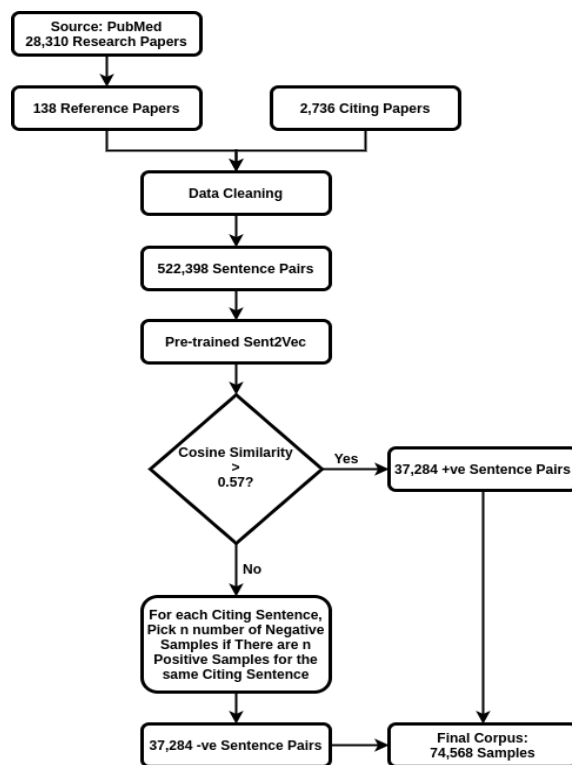 Source: PubMed
28,310 Research Papers
138 Reference Papers
2,736 Citing Papers
Data Cleaning
522,398 Sentence Pairs
Pre-trained Sent2Vec
Cosine Similarity
>
0.57?
Yes
37,284 +ve Sentence Pairs
No
For each Citing Sentence,
Pick n number of Negative
Samples if There are n
Positive Samples for the
same Citing Sentence
37,284 -ve Sentence Pairs
Final Corpus:
74,568 Samples